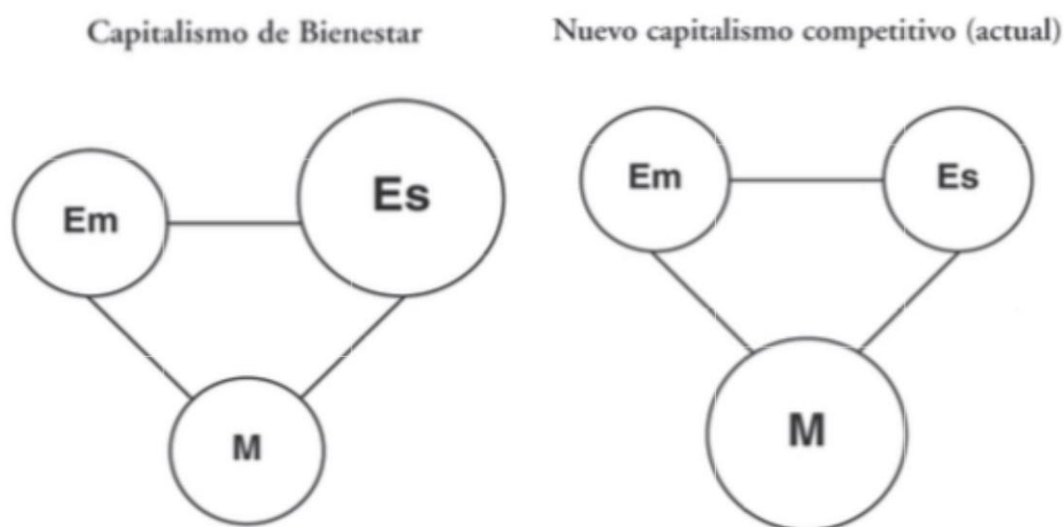 Capitalismo de Bienestar
Nuevo capitalismo competitivo (actual)
Em
Es
M
Em
Es
M